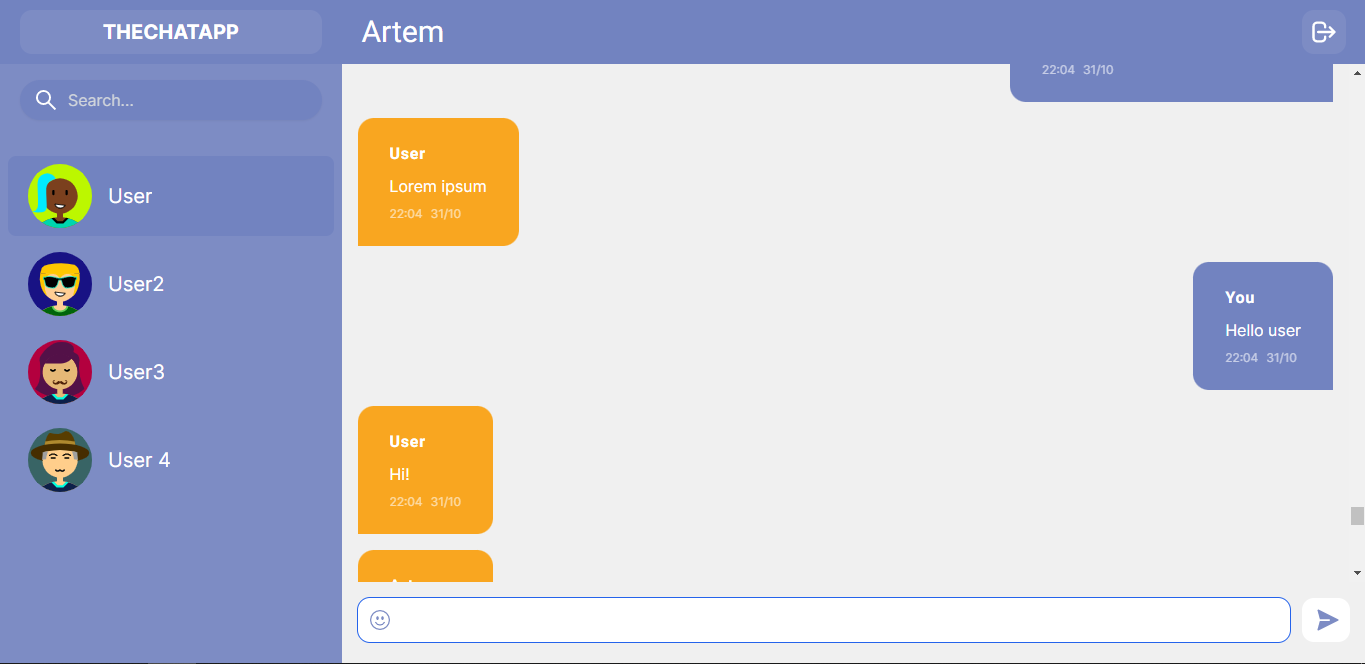 THECHATAPP
Artem
Search...
User
User2
User3
User 4
22:04 31/10
User
Lorem ipsum
22:04 31/10
You
Hello user
22:04 31/10
User
Hi!
22:04 31/10